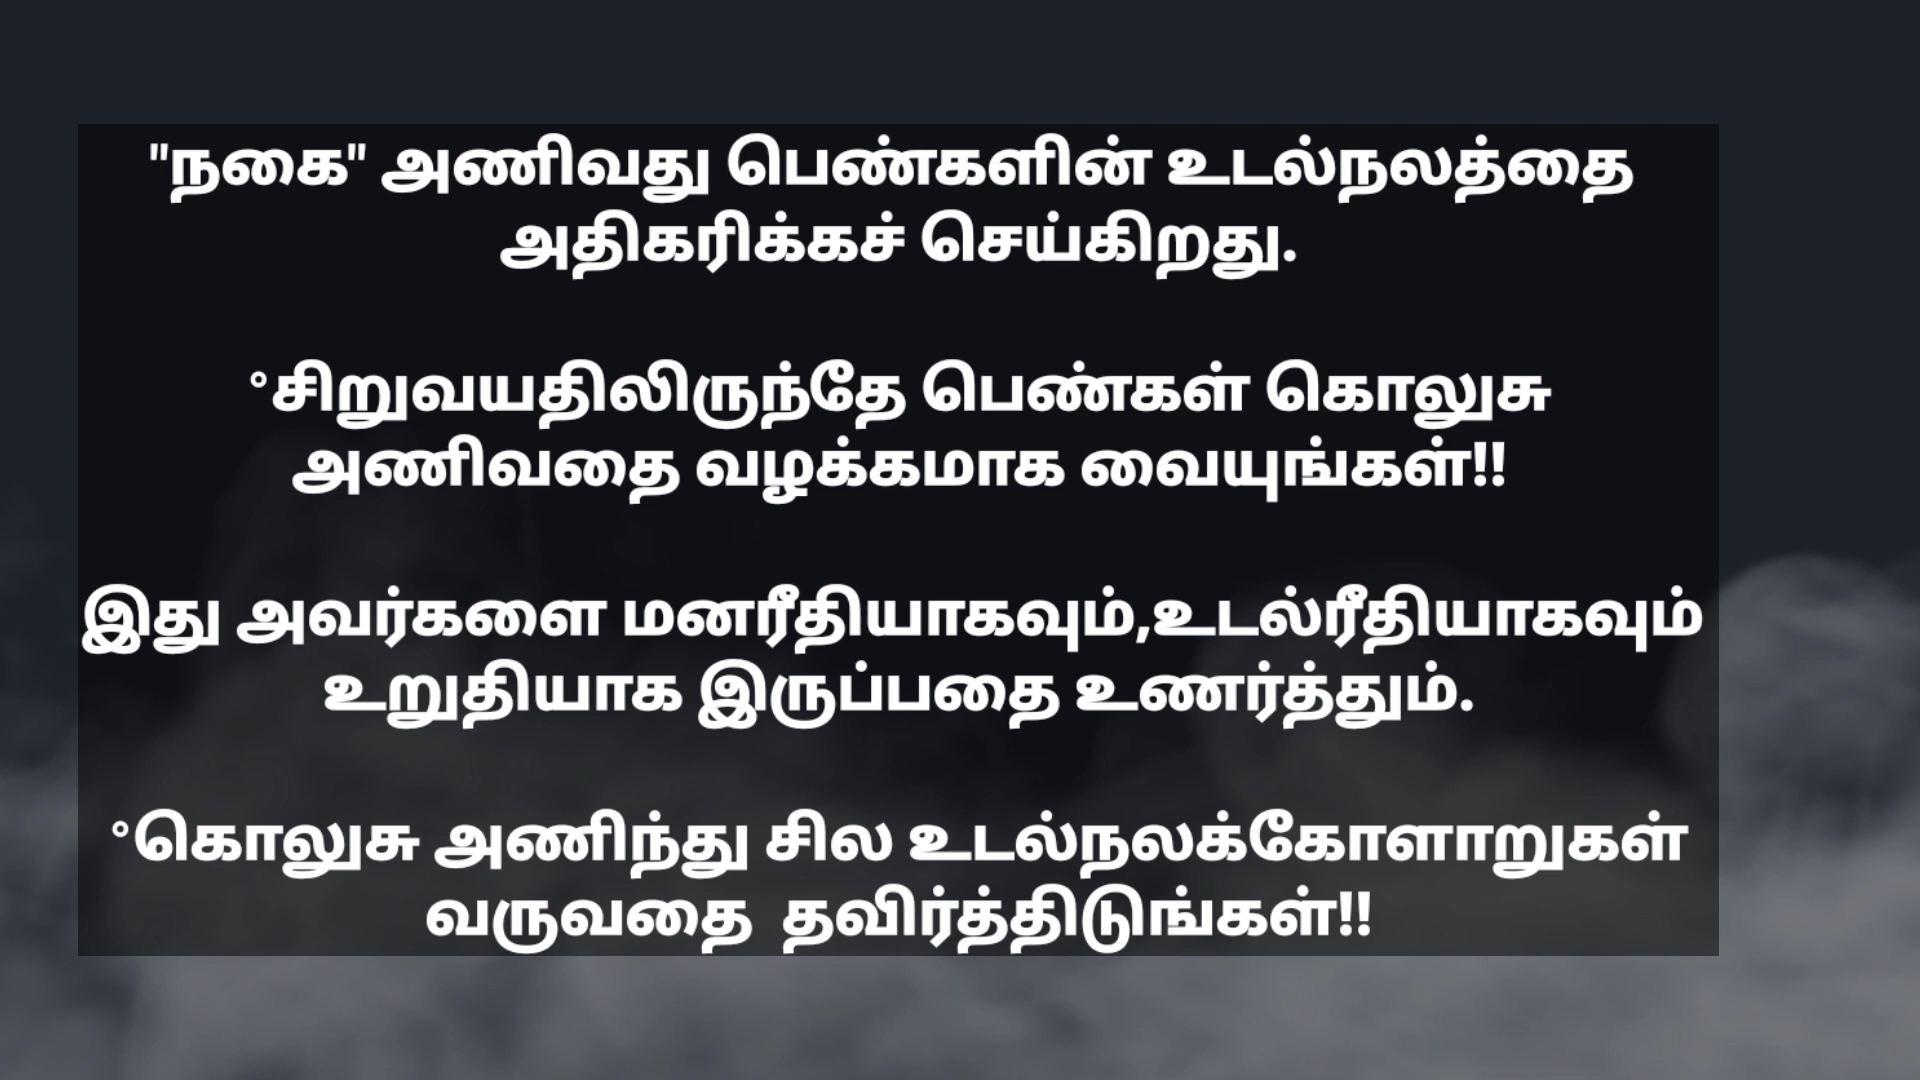 "நகை" அணிவது பெண்களின் உடல்நலத்தை
அதிகரிக்கச் செய்கிறது.
°சிறுவயதிலிருந்தே பெண்கள் கொலுசு
அணிவதை வழக்கமாக வையுங்கள்!!
இது அவர்களை மனரீதியாகவும்,உடல்ரீதியாகவும்
உறுதியாக இருப்பதை உணர்த்தும்.
°கொலுசு அணிந்து சில உடல்நலக்கோளாறுகள்
வருவதை தவிர்த்திடுங்கள்!!